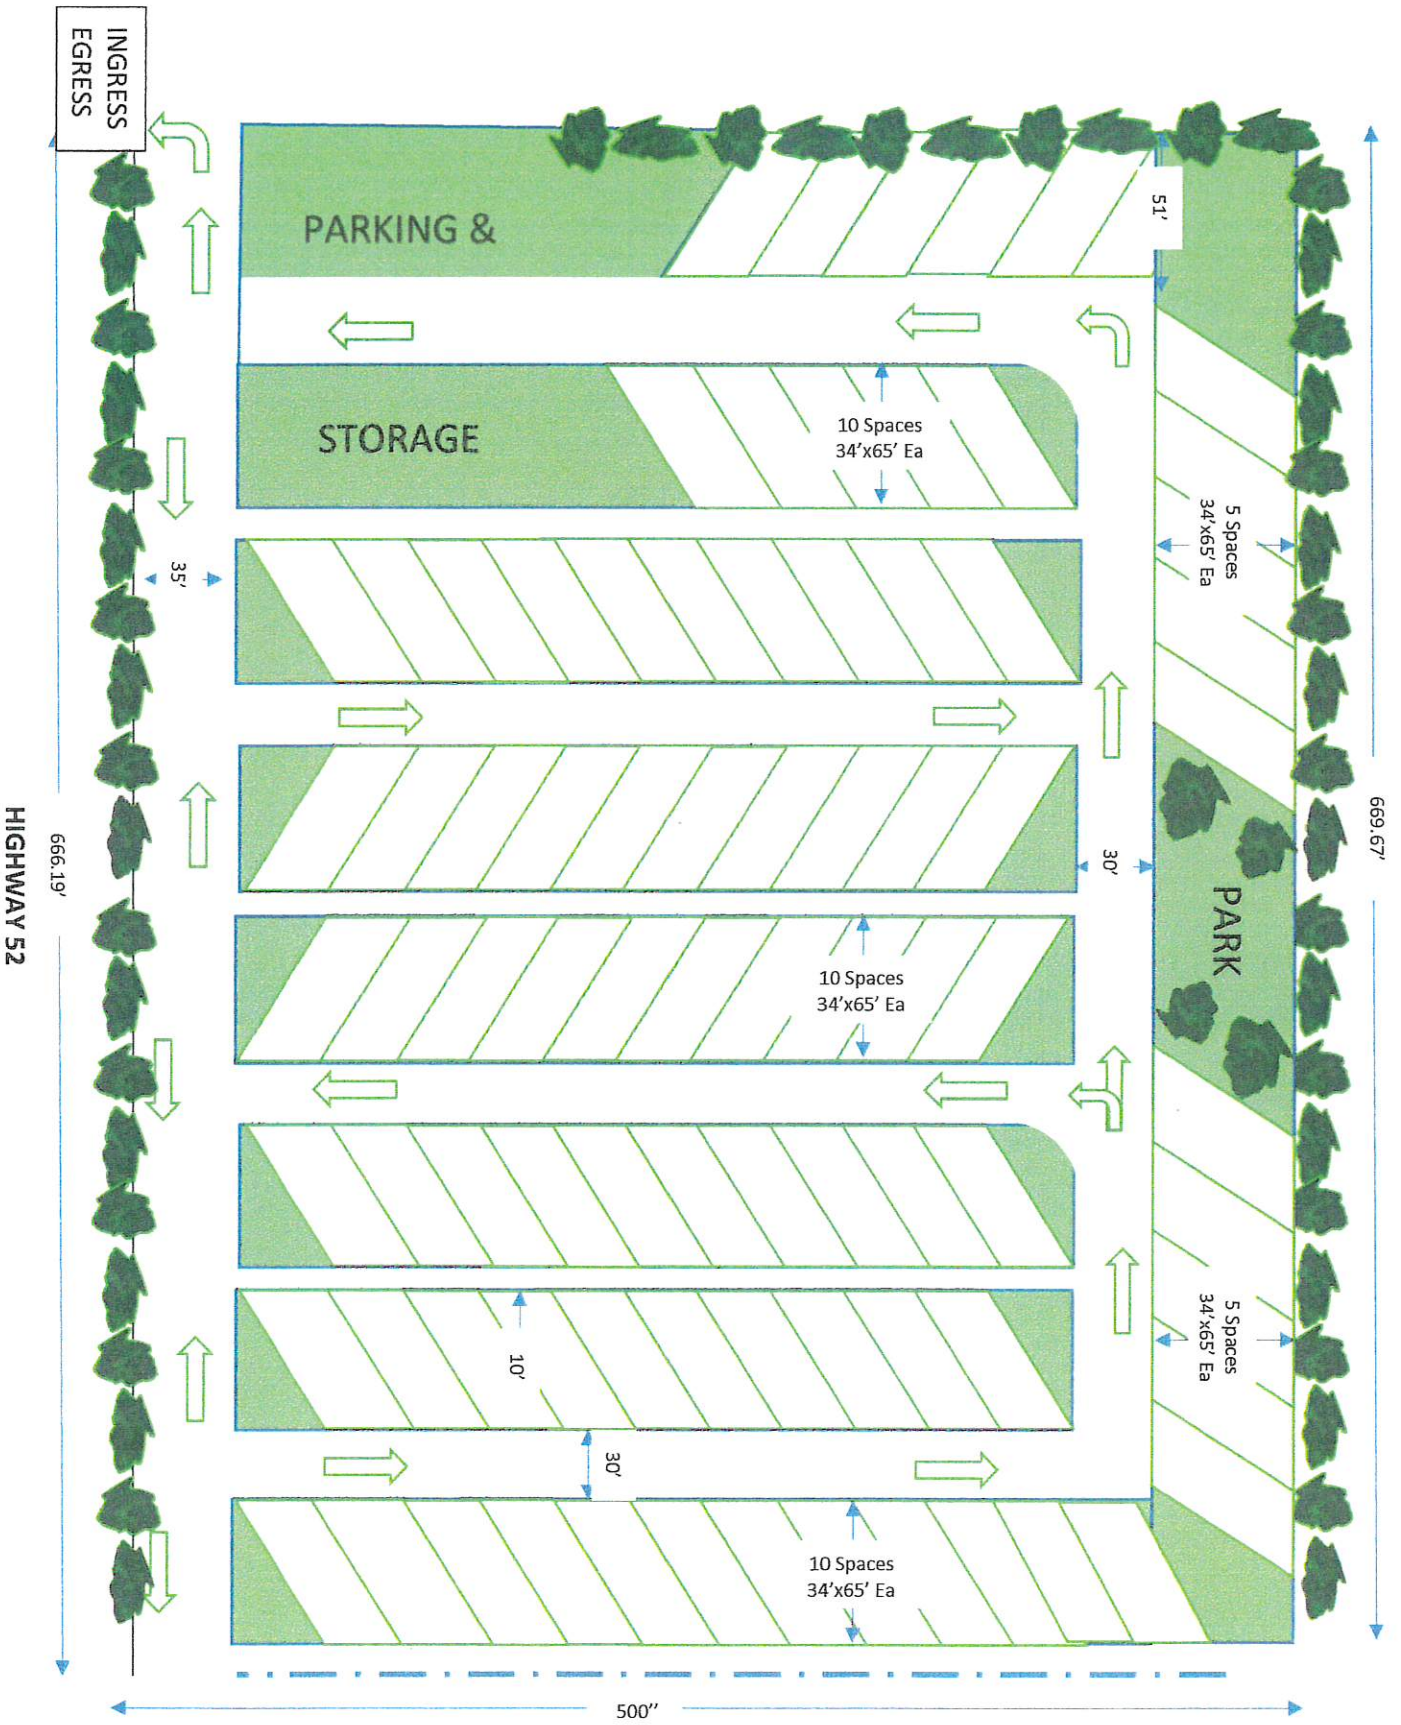 INGRESS
EGRESS
PARKING &
51'
STORAGE
10 Spaces
34'x65' Ea
5 Spaces
34'x65' Ea
35'
669.67'
666.19'
HIGHWAY 52
30'
PARK
10 Spaces
34'x65' Ea
5 Spaces
34'x65' Ea
10'
30'
10 Spaces
34'x65' Ea
500''